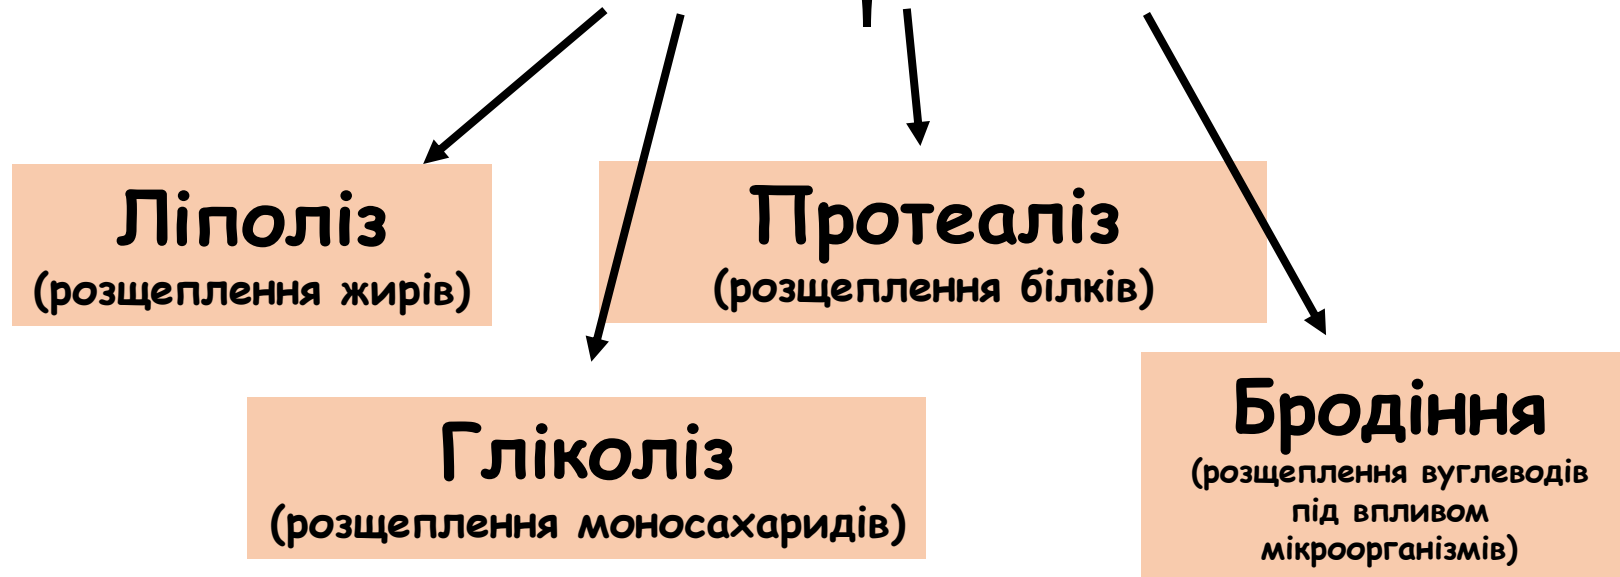 Ліполіз
(розщеплення жирів)
Протеаліз
(розщеплення білків)
Гліколіз
(розщеплення моносахаридів)
Бродіння
(розщеплення вуглеводів
під впливом
мікроорганізмів)